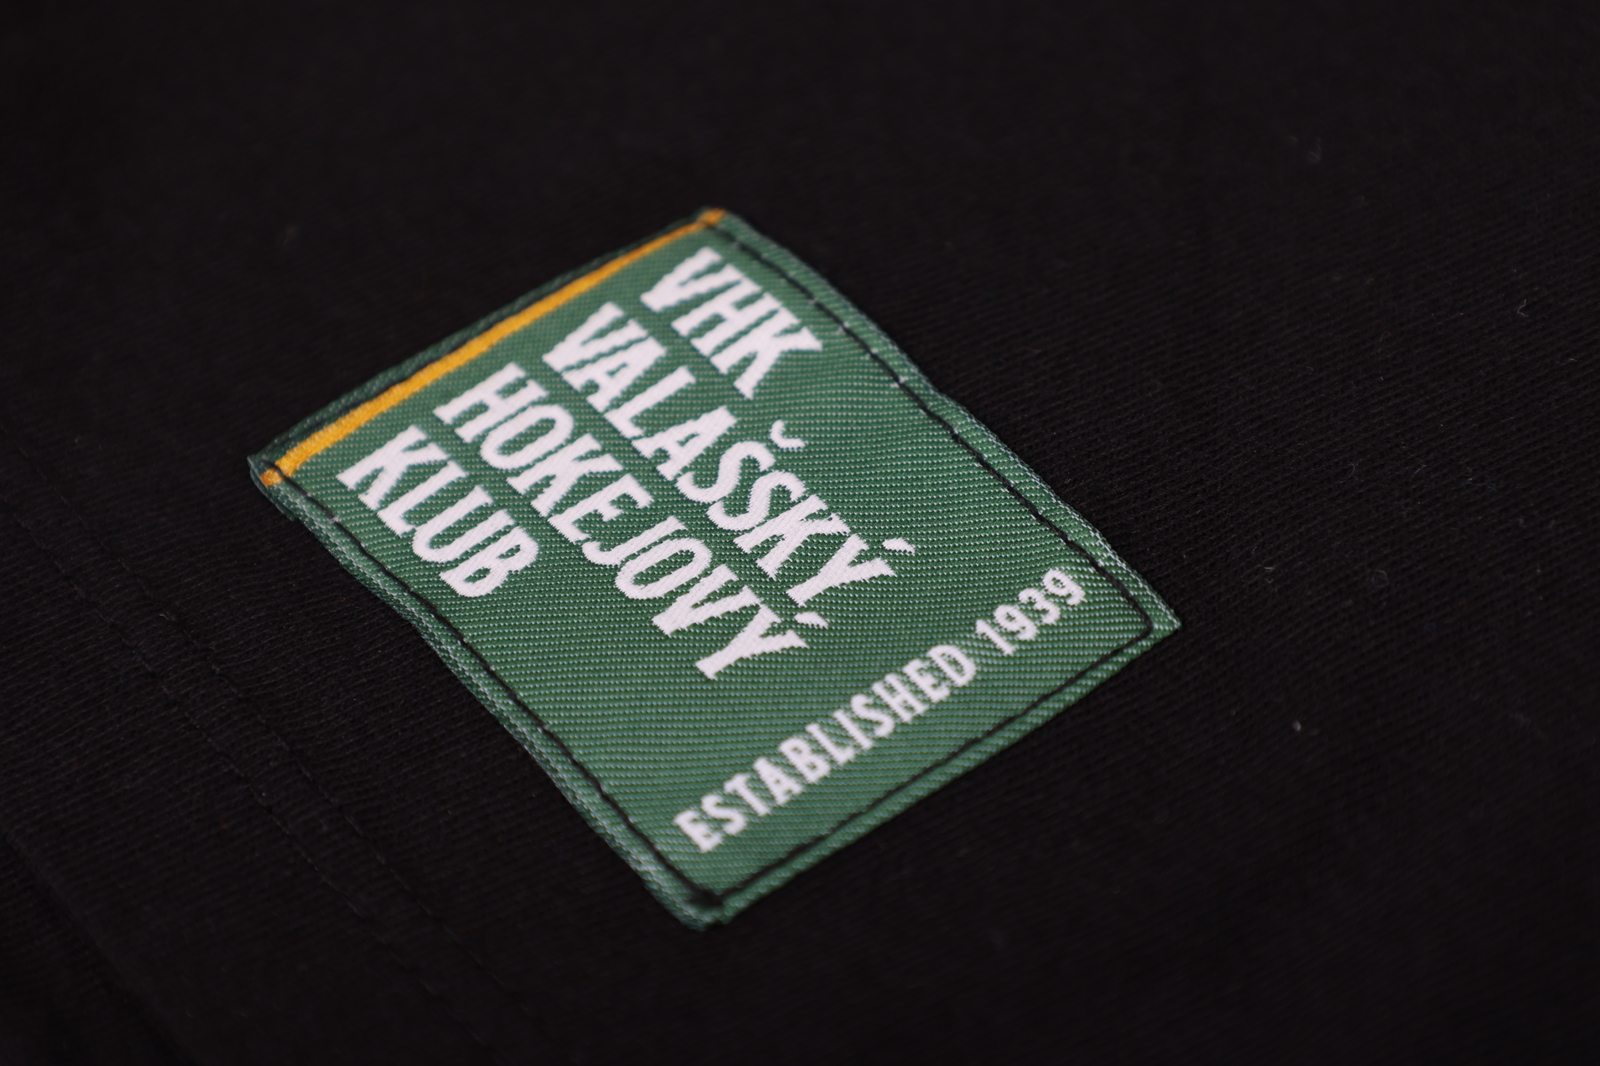 VHK
VALAŠSKÝ
HOKEJOVÝ
KLUB
ESTABLISHED 1939